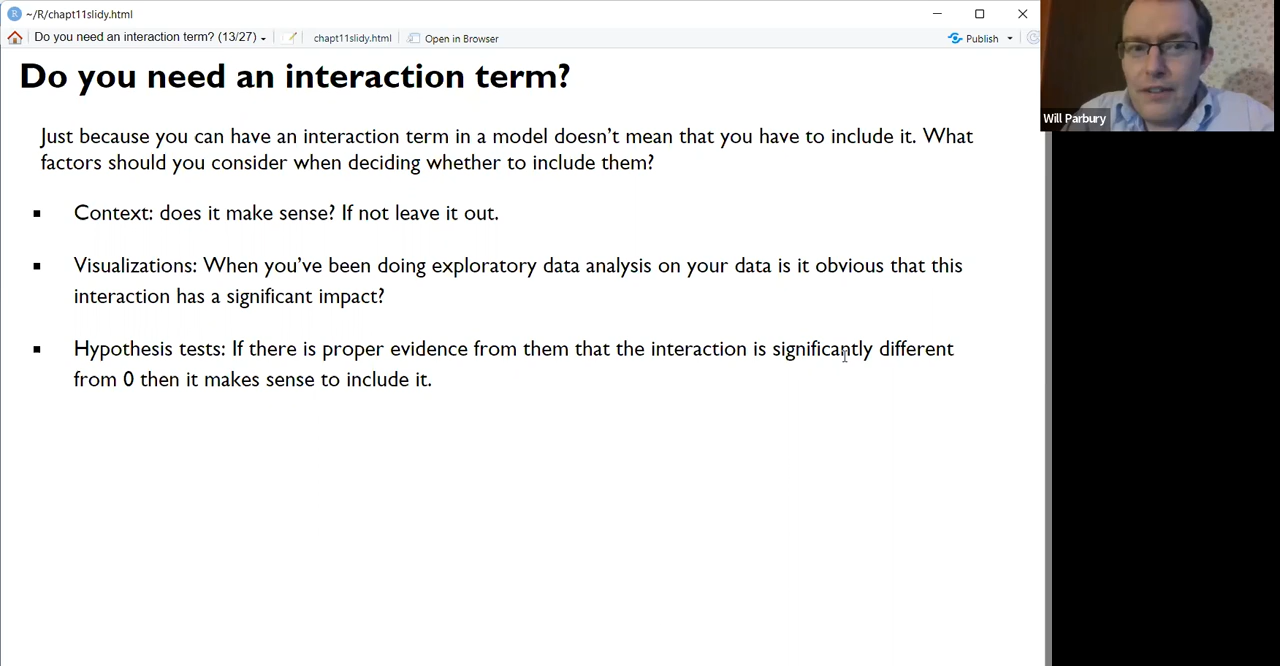 ~/R/chapt11slidy.html
Do you need an interaction term? (13/27)
chapt11slidy.html
Open in Browser
Publish
Do you need an interaction term?
Just because you can have an interaction term in a model doesn’t mean that you have to include it. What
factors should you consider when deciding whether to include them?
Context: does it make sense? If not leave it out.
Visualizations: When you’ve been doing exploratory data analysis on your data is it obvious that this
interaction has a significant impact?
Hypothesis tests: If there is proper evidence from them that the interaction is significantly different
from 0 then it makes sense to include it.
Will Parbury